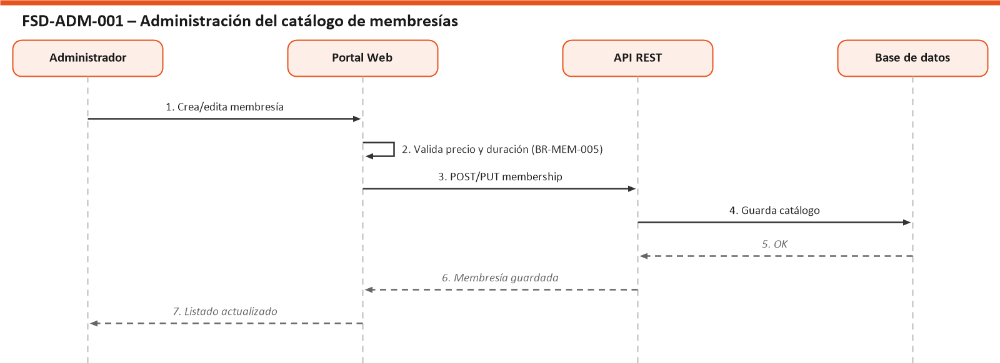 FSD-ADM-001 – Administración del catálogo de membresías
Administrador
Portal Web
API REST
Base de datos
1. Crea/edita membresía
2. Valida precio y duración (BR-MEM-005)
3. POST/PUT membership
4. Guarda catálogo
5. OK
6. Membresía guardada
7. Listado actualizado